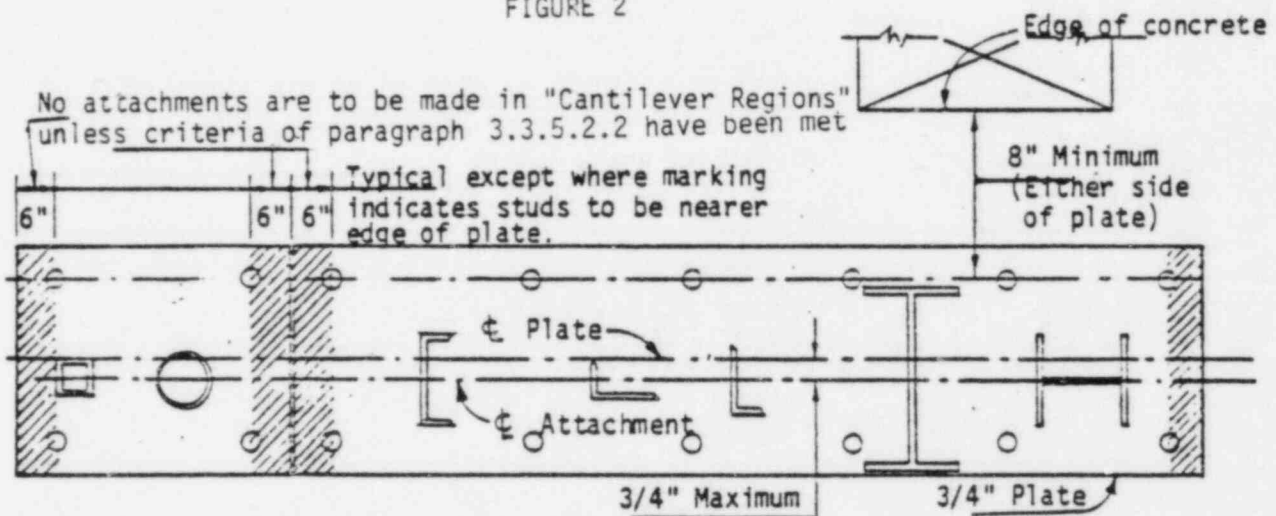 FIGURE 2
Edge of concrete
No attachments are to be made in "Cantilever Regions"
unless criteria of paragraph 3.3.5.2.2 have been met
8" Minimum
(Either side
of plate)
Typical except where marking
indicates studs to be nearer
edge of plate.
6" 6" 6"
℄ Plate
℄ Attachment
3/4" Maximum
3/4" Plate